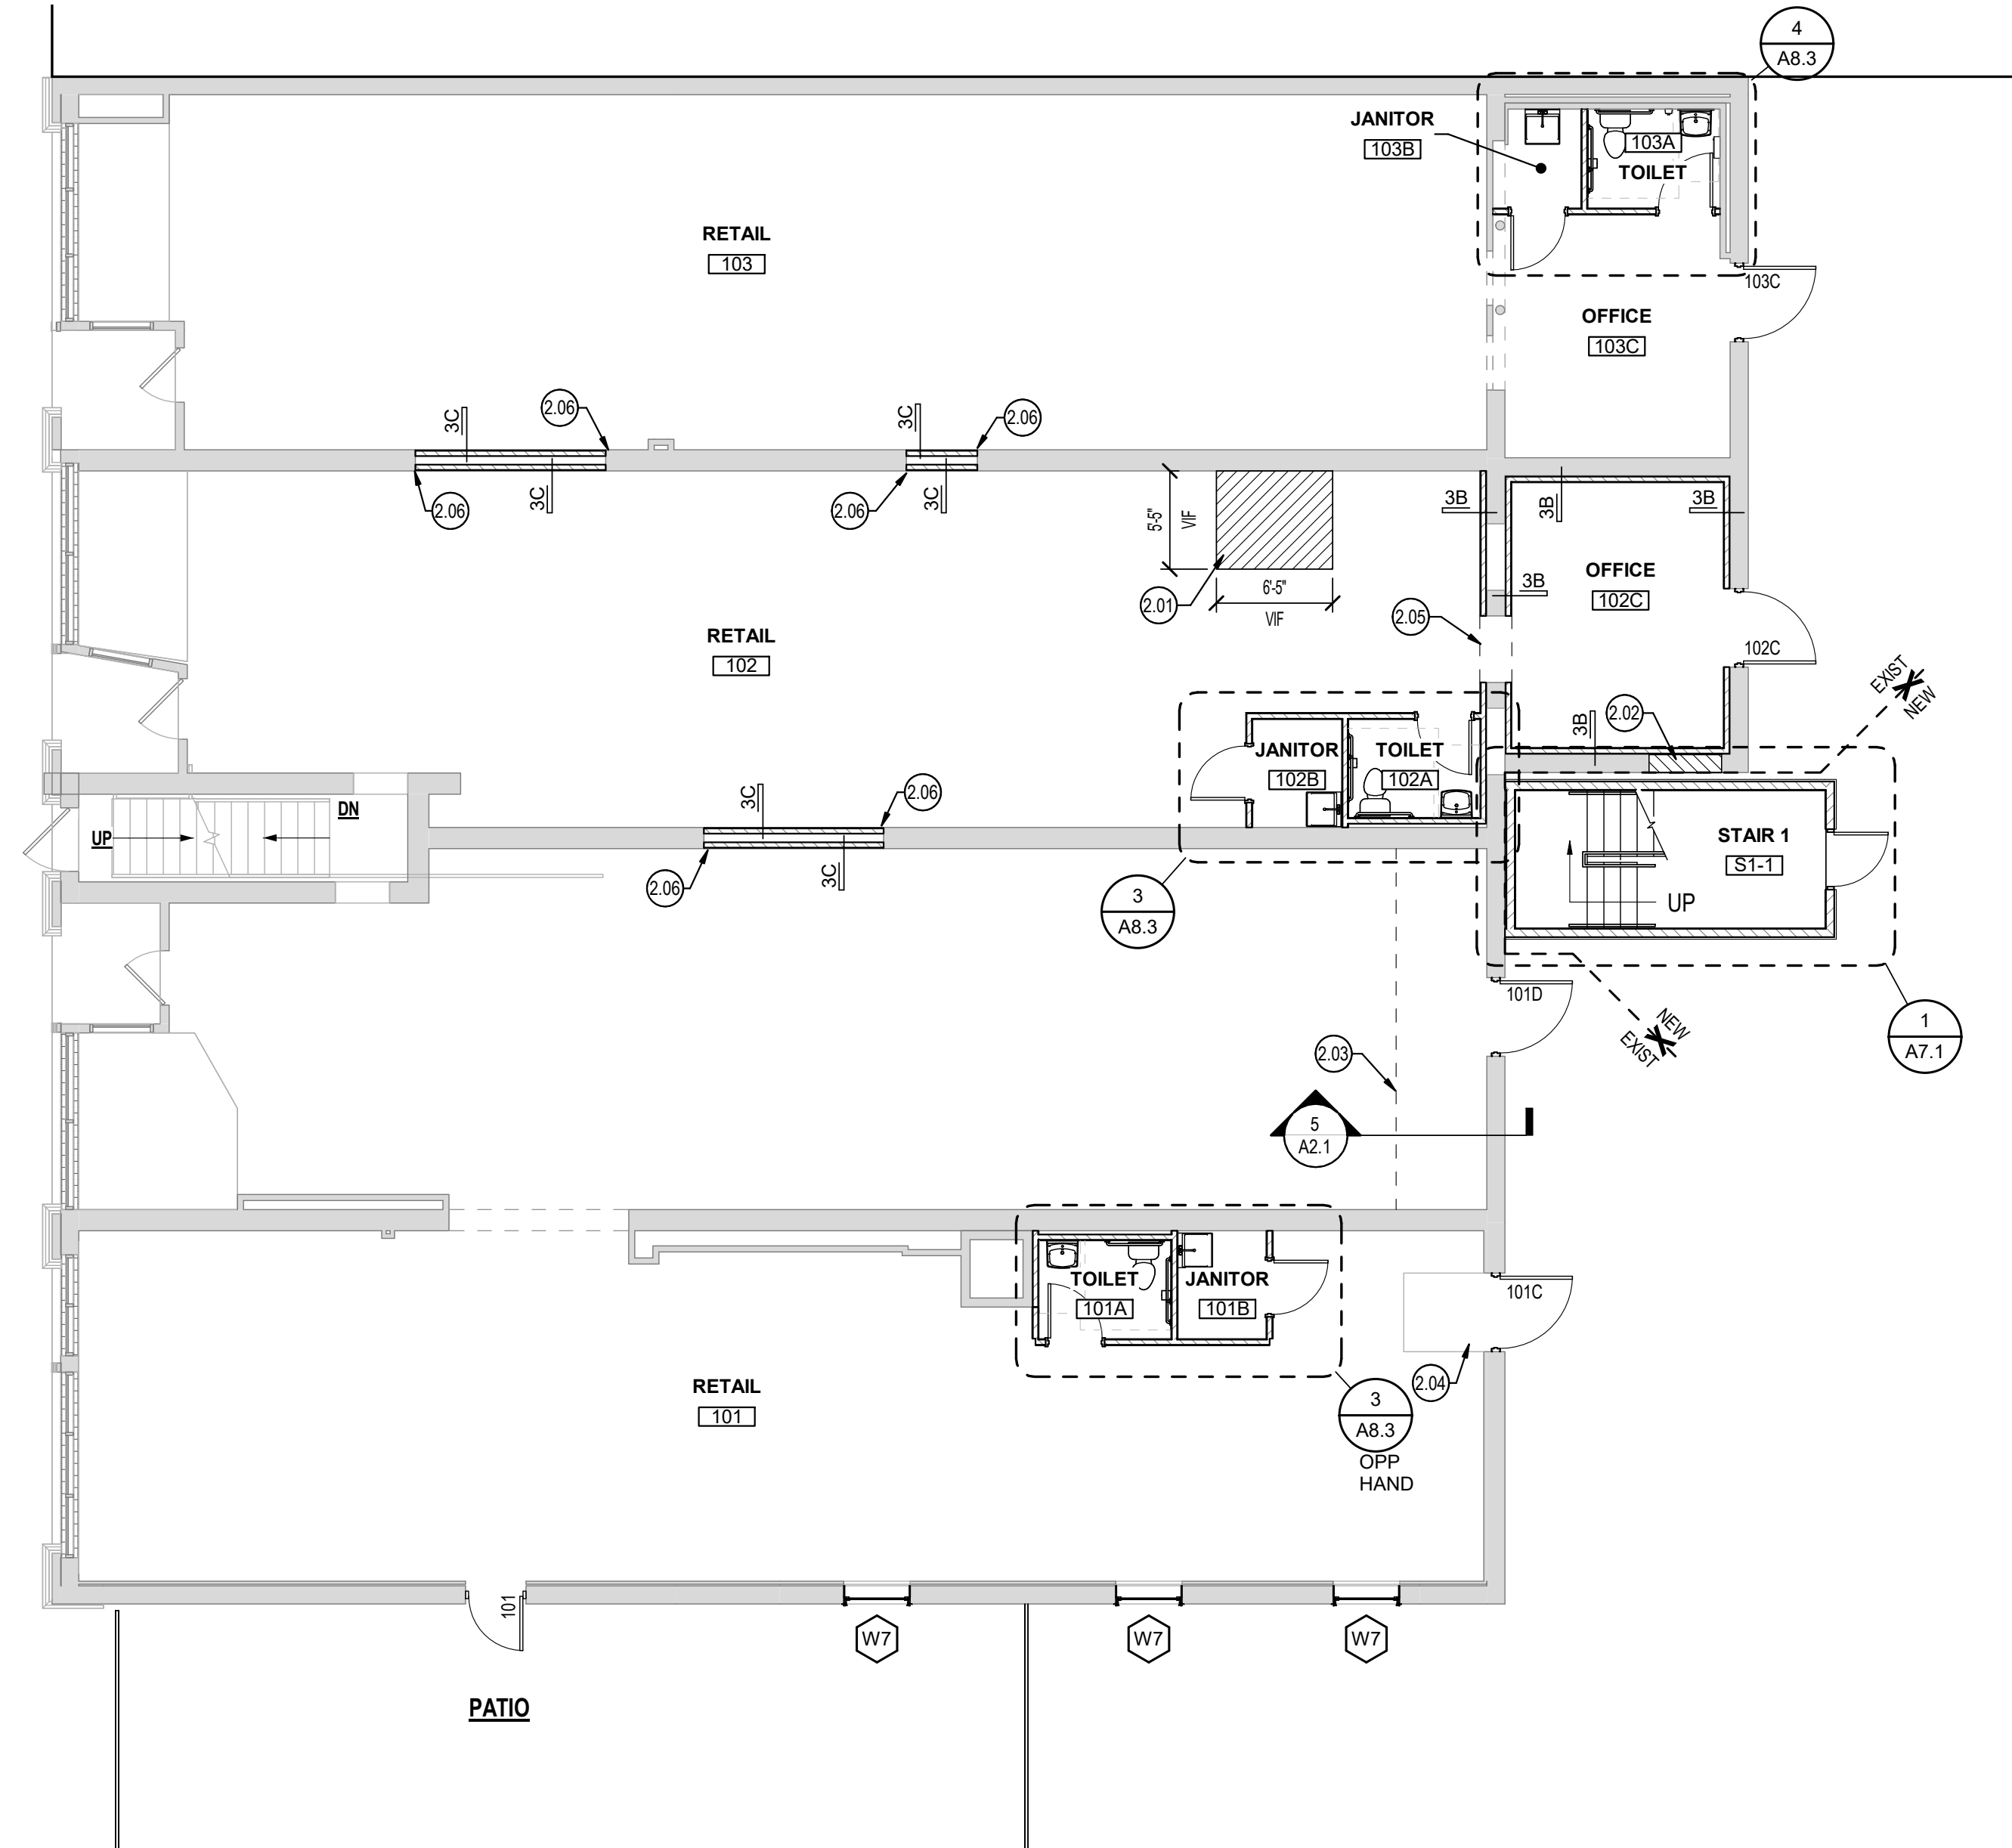 4
A8.3
JANITOR
103B
103A
TOILET
RETAIL
103
103C
OFFICE
103C
2.06
3C
3C
2.06
2.06
3C
2.06
3C
5'-5"
VIF
3B
3B
3B
OFFICE
102C
3B
6'-5"
VIF
2.01
2.05
RETAIL
102
102C
EXIST
NEW
2.02
3B
JANITOR
102B
TOILET
102A
DN
UP
3C
2.06
3C
2.06
STAIR 1
S1-1
UP
3
A8.3
101D
NEW
EXIST
1
A7.1
2.03
5
A2.1
TOILET
101A
JANITOR
101B
101C
2.04
RETAIL
101
3
A8.3
OPP
HAND
101
W7
W7
W7
PATIO